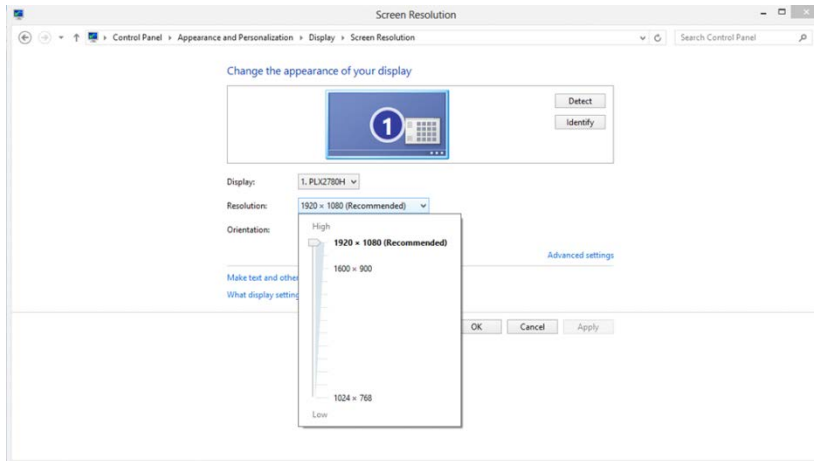 Screen Resolution
Control Panel Appearance and Personalization Display Screen Resolution
Search Control Panel
Change the appearance of your display
1
Detect
Identify
Display: 1. PLX2780H
Resolution: 1920 × 1080 (Recommended)
Orientation:
High
1920 × 1080 (Recommended)
1600 × 900
1024 × 768
Low
Advanced settings
Make text and other
What display setting
OK Cancel Apply